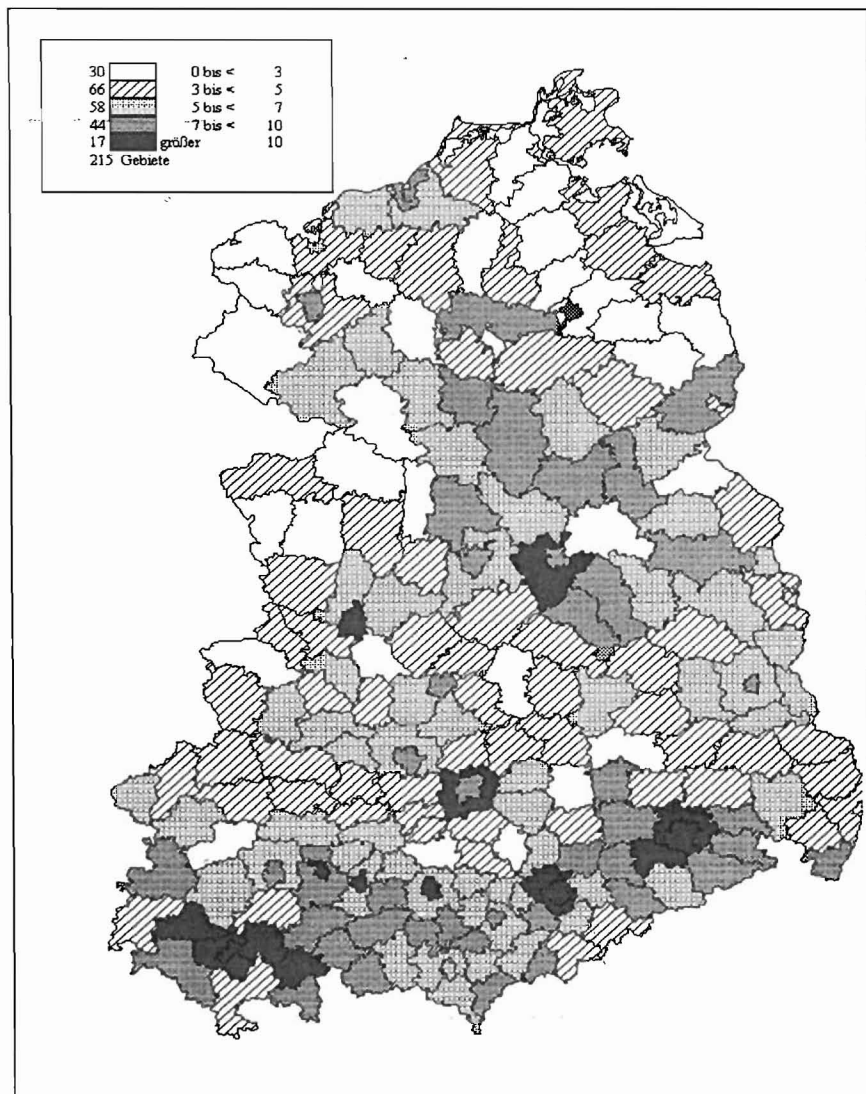 30 0 bis < 3
66 3 bis < 5
58 5 bis < 7
44 7 bis < 10
17 größer 10
215 Gebiete